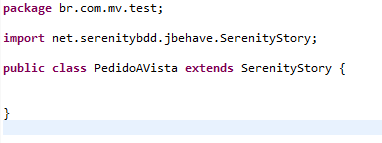 package br.com.mv.test;
import net.serenitybdd.jbehave.SerenityStory;
public class PedidoAVista extends SerenityStory {
}